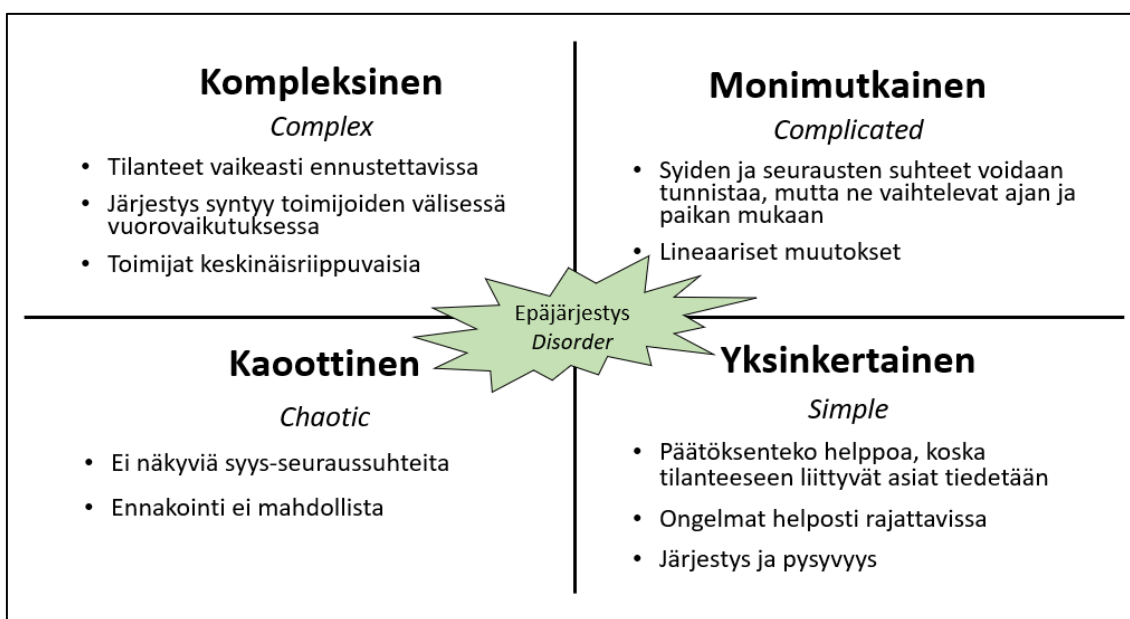 Kompleksinen
Complex
• Tilanteet vaikeasti ennustettavissa
• Järjestys syntyy toimijoiden välisessä
vuorovaikutuksessa
• Toimijat keskinäisriippuvaisia
Monimutkainen
Complicated
• Syiden ja seurausten suhteet voidaan
tunnistaa, mutta ne vaihtelevat ajan ja
paikan mukaan
• Lineaariset muutokset
Epäjärjestys
Disorder
Kaoottinen
Chaotic
• Ei näkyviä syys-seuraussuhteita
• Ennakointi ei mahdollista
Yksinkertainen
Simple
• Päätöksenteko helppoa, koska
tilanteeseen liittyvät asiat tiedetään
• Ongelmat helposti rajattavissa
• Järjestys ja pysyvyys